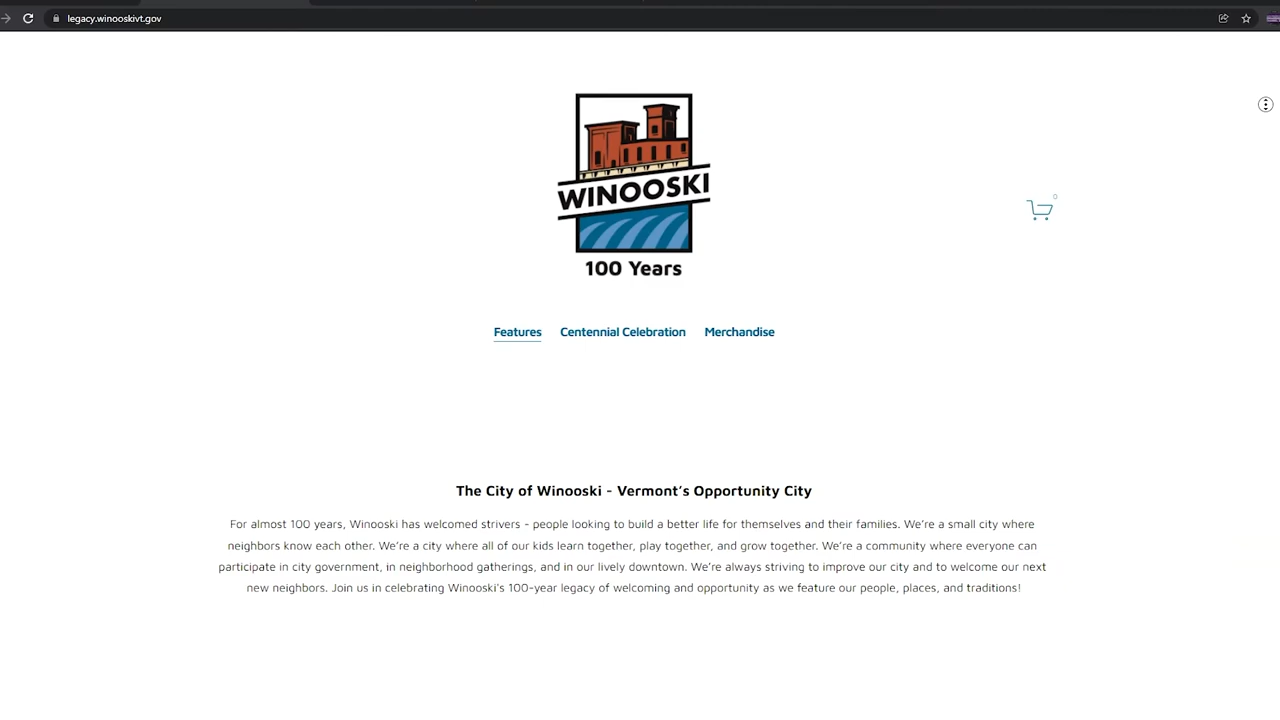 legacy.winooskivt.gov
WINOOSKI
100 Years
0
Features Centennial Celebration Merchandise
The City of Winooski - Vermont's Opportunity City
For almost 100 years, Winooski has welcomed strivers - people looking to build a better life for themselves and their families. We're a small city where
neighbors know each other. We're a city where all of our kids learn together, play together, and grow together. We're a community where everyone can
participate in city government, in neighborhood gatherings, and in our lively downtown. We're always striving to improve our city and to welcome our next
new neighbors. Join us in celebrating Winooski's 100-year legacy of welcoming and opportunity as we feature our people, places, and traditions!